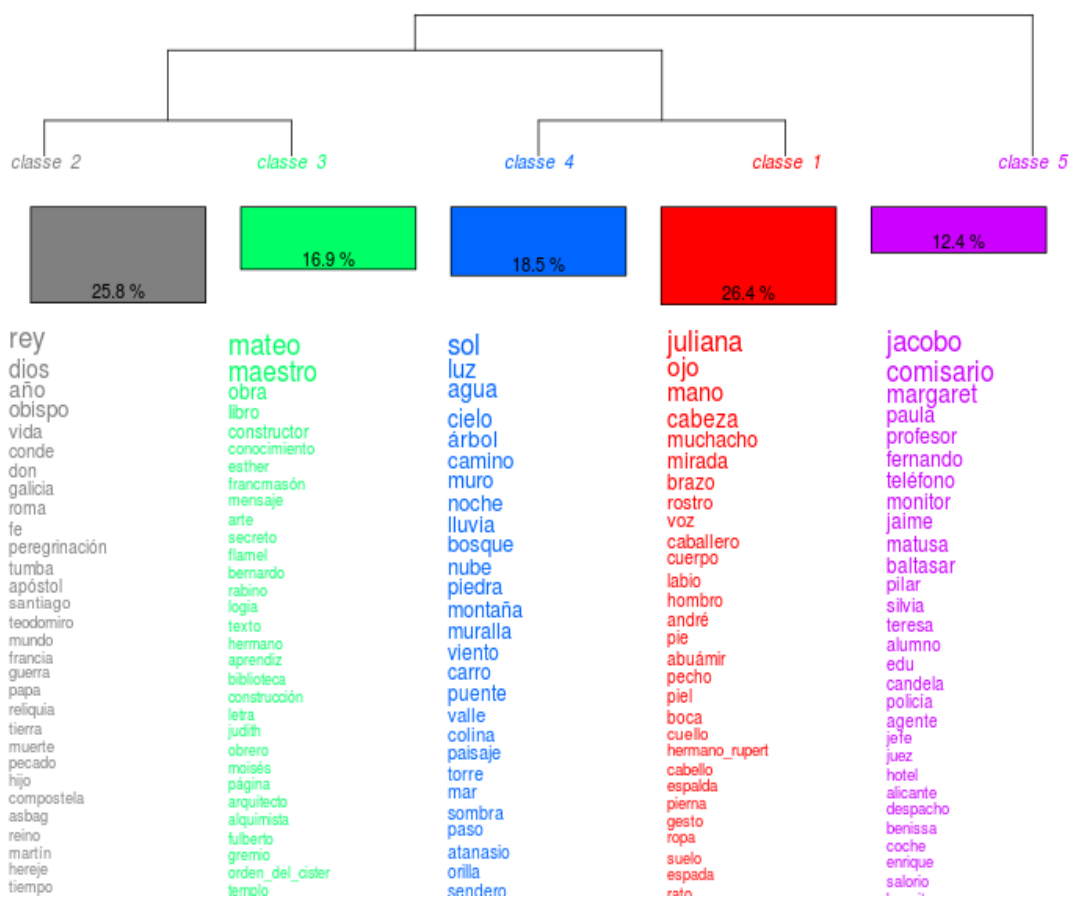 classe 2
classe 3
classe 4
classe 1
classe 5
25.8 %
16.9 %
18.5 %
26.4 %
12.4 %
rey
dios
año
obispo
vida
conde
don
galicia
roma
fe
peregrinación
tumba
apóstol
santiago
teodomiro
mundo
francia
guerra
papa
reliquia
tierra
muerte
pecado
hijo
compostela
asbag
reino
martín
hereje
tiempo
mateo
maestro
obra
libro
constructor
conocimiento
esther
francmasón
mensaje
arte
secreto
flamel
bernardo
rabino
logia
texto
hermano
aprendiz
biblioteca
construcción
letra
judith
obrero
moisés
página
arquitecto
alquimista
fulberto
gremio
orden_del_cister
templo
sol
luz
agua
cielo
árbol
camino
muro
noche
lluvia
bosque
nube
piedra
montaña
muralla
viento
carro
puente
valle
colina
paisaje
torre
mar
sombra
paso
atanasio
orilla
sendero
juliana
ojo
mano
cabeza
muchacho
mirada
brazo
rostro
voz
caballero
cuerpo
labio
hombro
andré
pie
abuámir
pecho
piel
boca
cuello
hermano_rupert
cabello
espalda
pierna
gesto
ropa
suelo
espada
rato
jacobo
comisario
margaret
paula
profesor
fernando
teléfono
monitor
jaime
matusa
baltasar
pilar
silvia
teresa
alumno
edu
candela
policía
agente
jefe
juez
hotel
alicante
despacho
benissa
coche
enrique
salorio